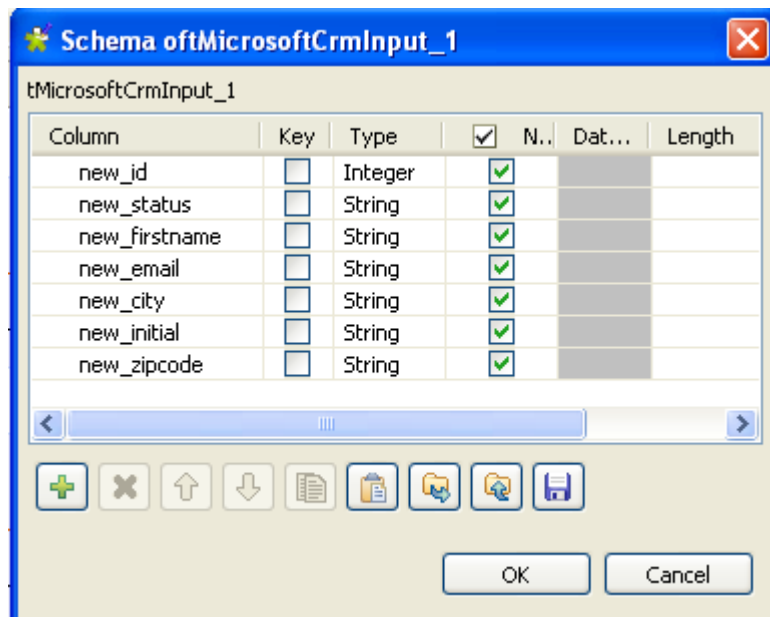 Schema oftMicrosoftCrmInput_1
tMicrosoftCrmInput_1
Column Key Type N.. Dat... Length
new_id Integer
new_status String
new_firstname String
new_email String
new_city String
new_initial String
new_zipcode String
OK Cancel